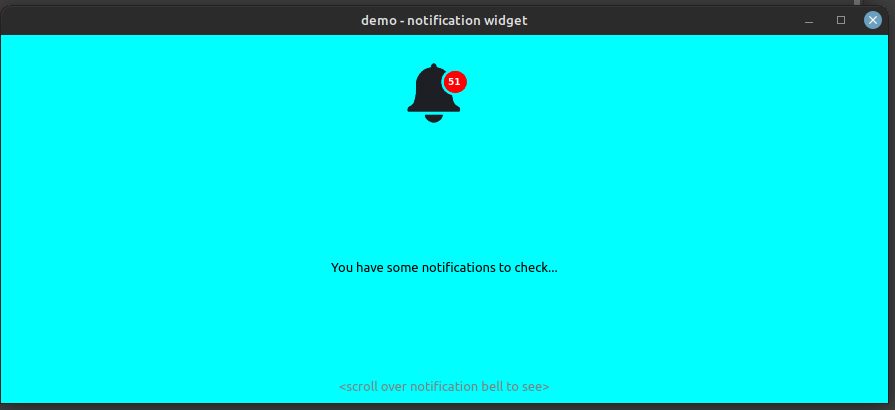 demo - notification widget
51
You have some notifications to check...
<scroll over notification bell to see>